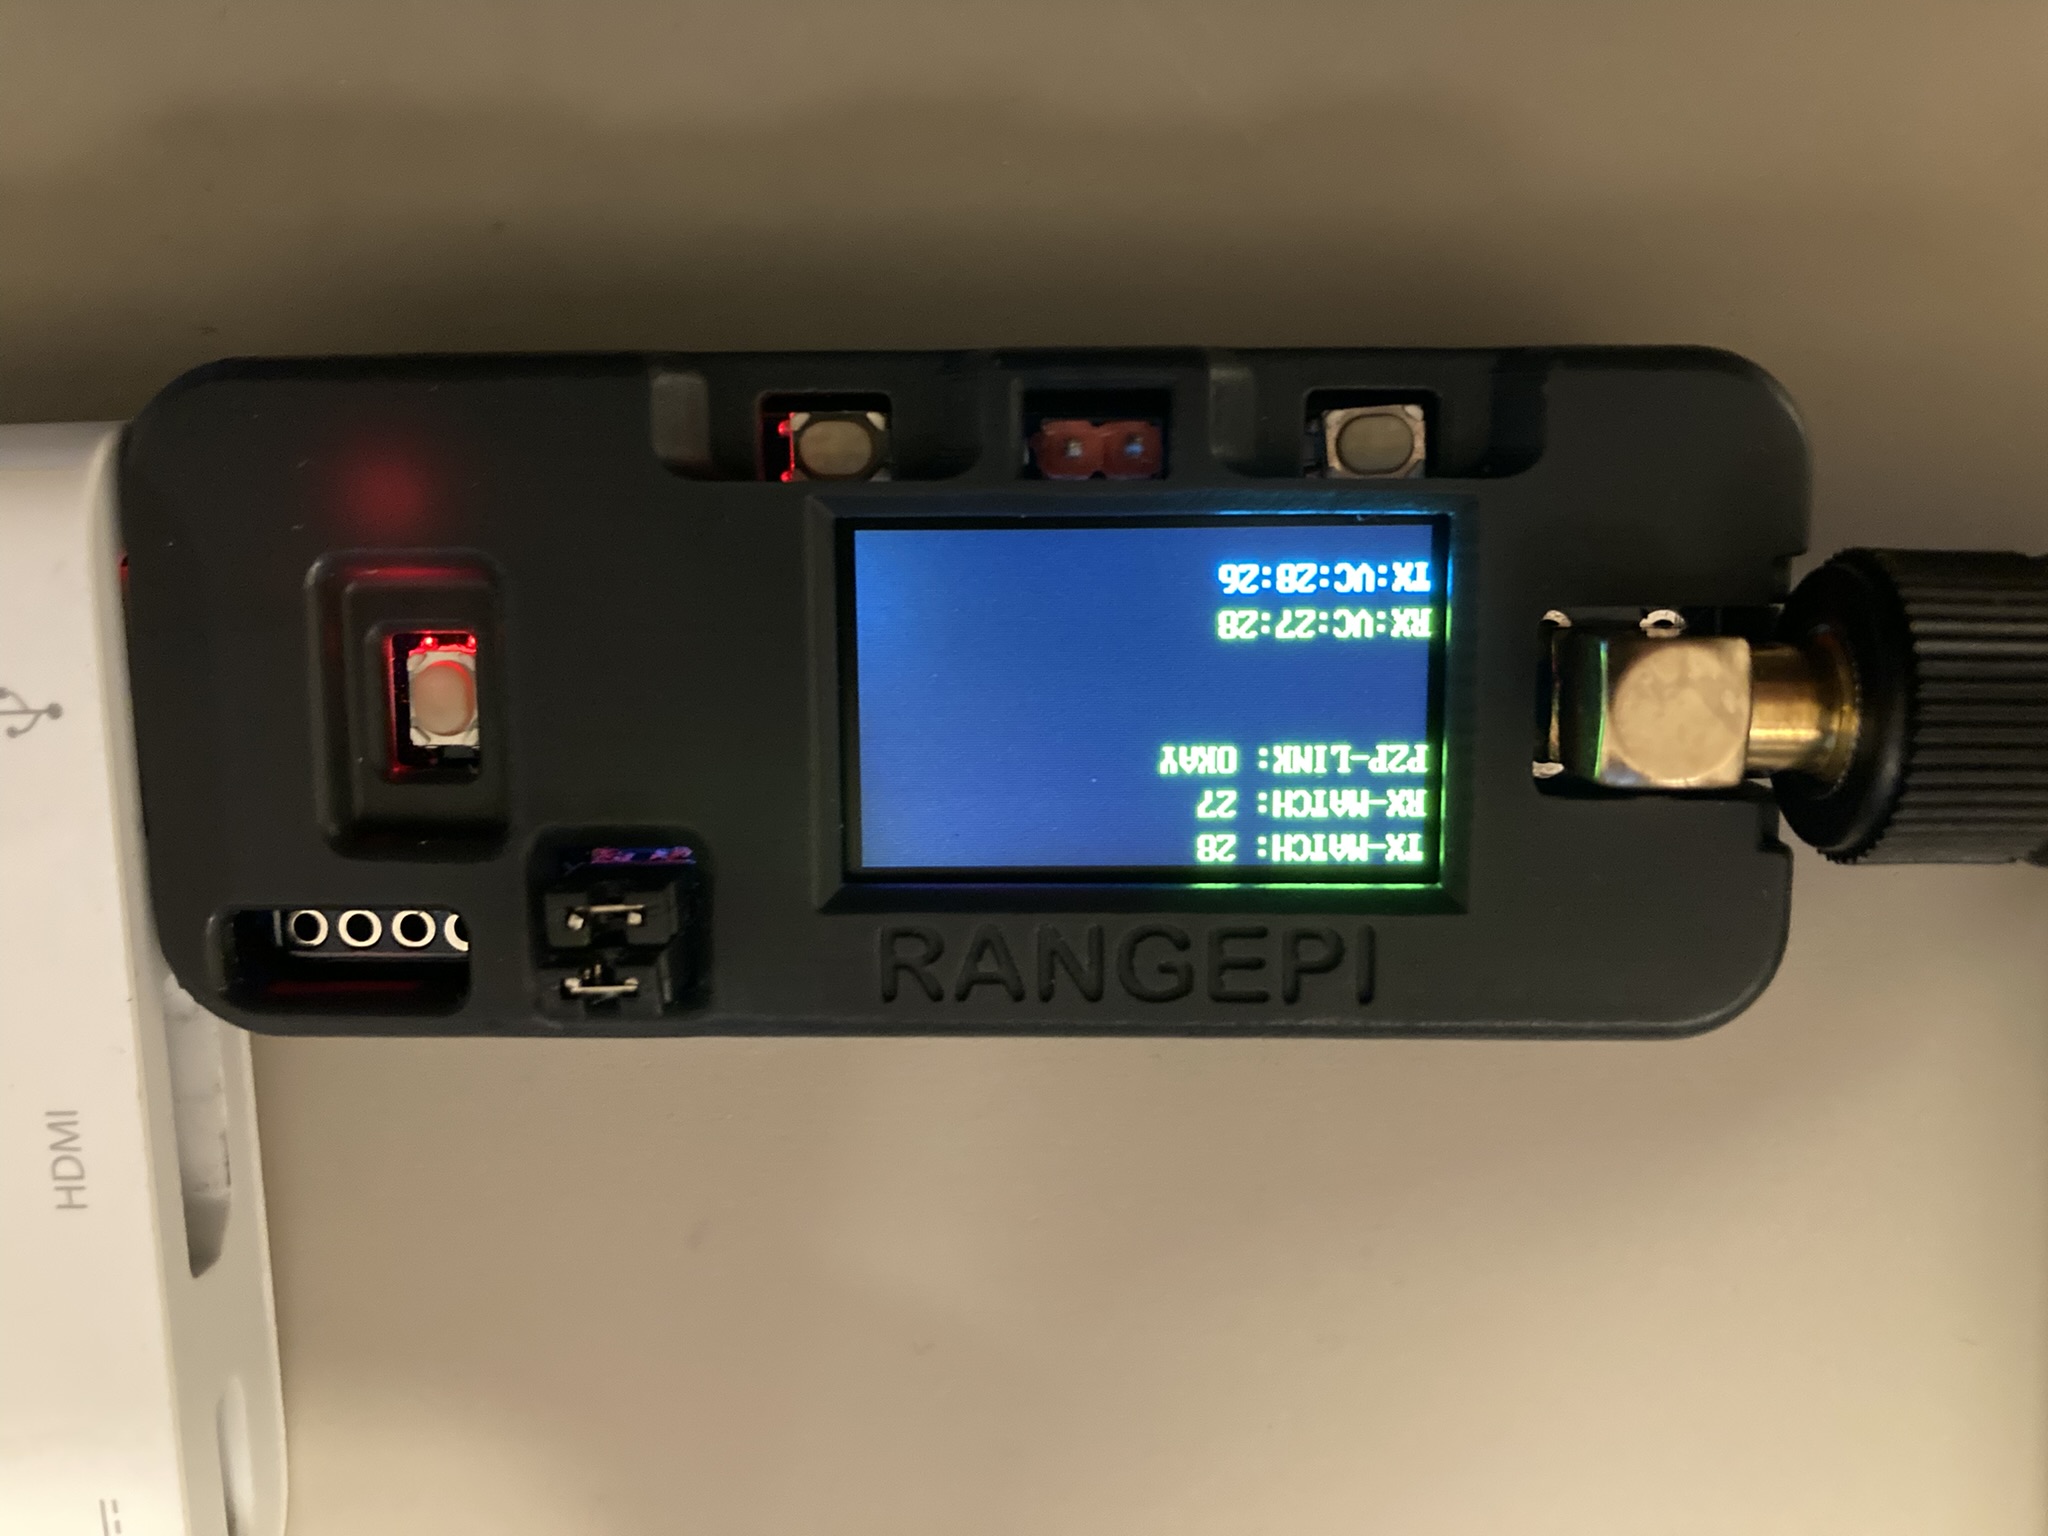 RANGEPI
TX-MATCH: 28
RX-MATCH: 27
P2P-LINK: OKAY
RX:VC:27:28
TX:VC:28:26
HDMI